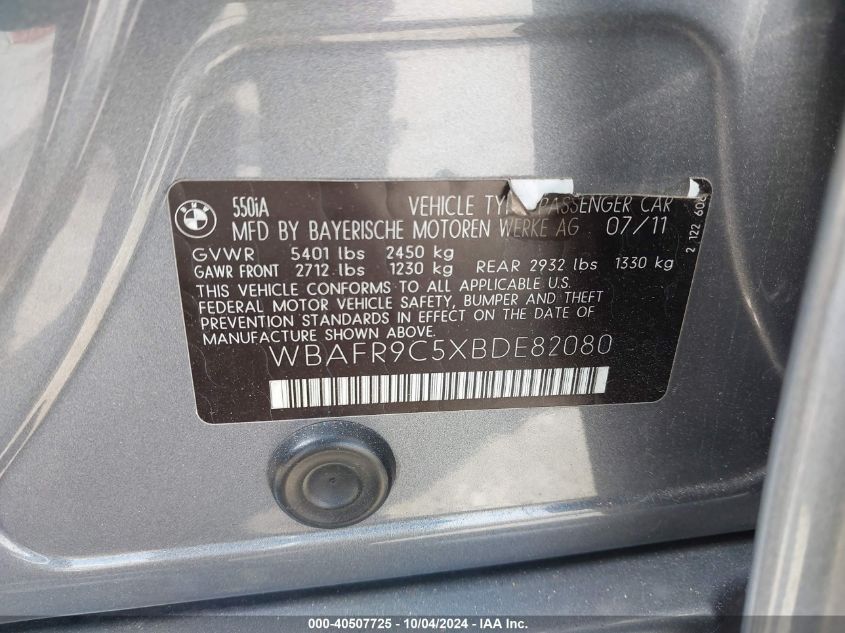 BMW
550iA VEHICLE TYPE PASSENGER CAR
MFD BY BAYERISCHE MOTOREN WERKE AG 07/11
GVWR 5401 lbs 2450 kg
GAWR FRONT 2712 lbs 1230 kg REAR 2932 lbs 1330 kg
THIS VEHICLE CONFORMS TO ALL APPLICABLE U.S.
FEDERAL MOTOR VEHICLE SAFETY, BUMPER AND THEFT
PREVENTION STANDARDS IN EFFECT ON THE DATE OF
MANUFACTURE SHOWN ABOVE.
WBAFR9C5XBDE82080
2 122 606
000-40507725 - 10/04/2024 - IAA Inc.